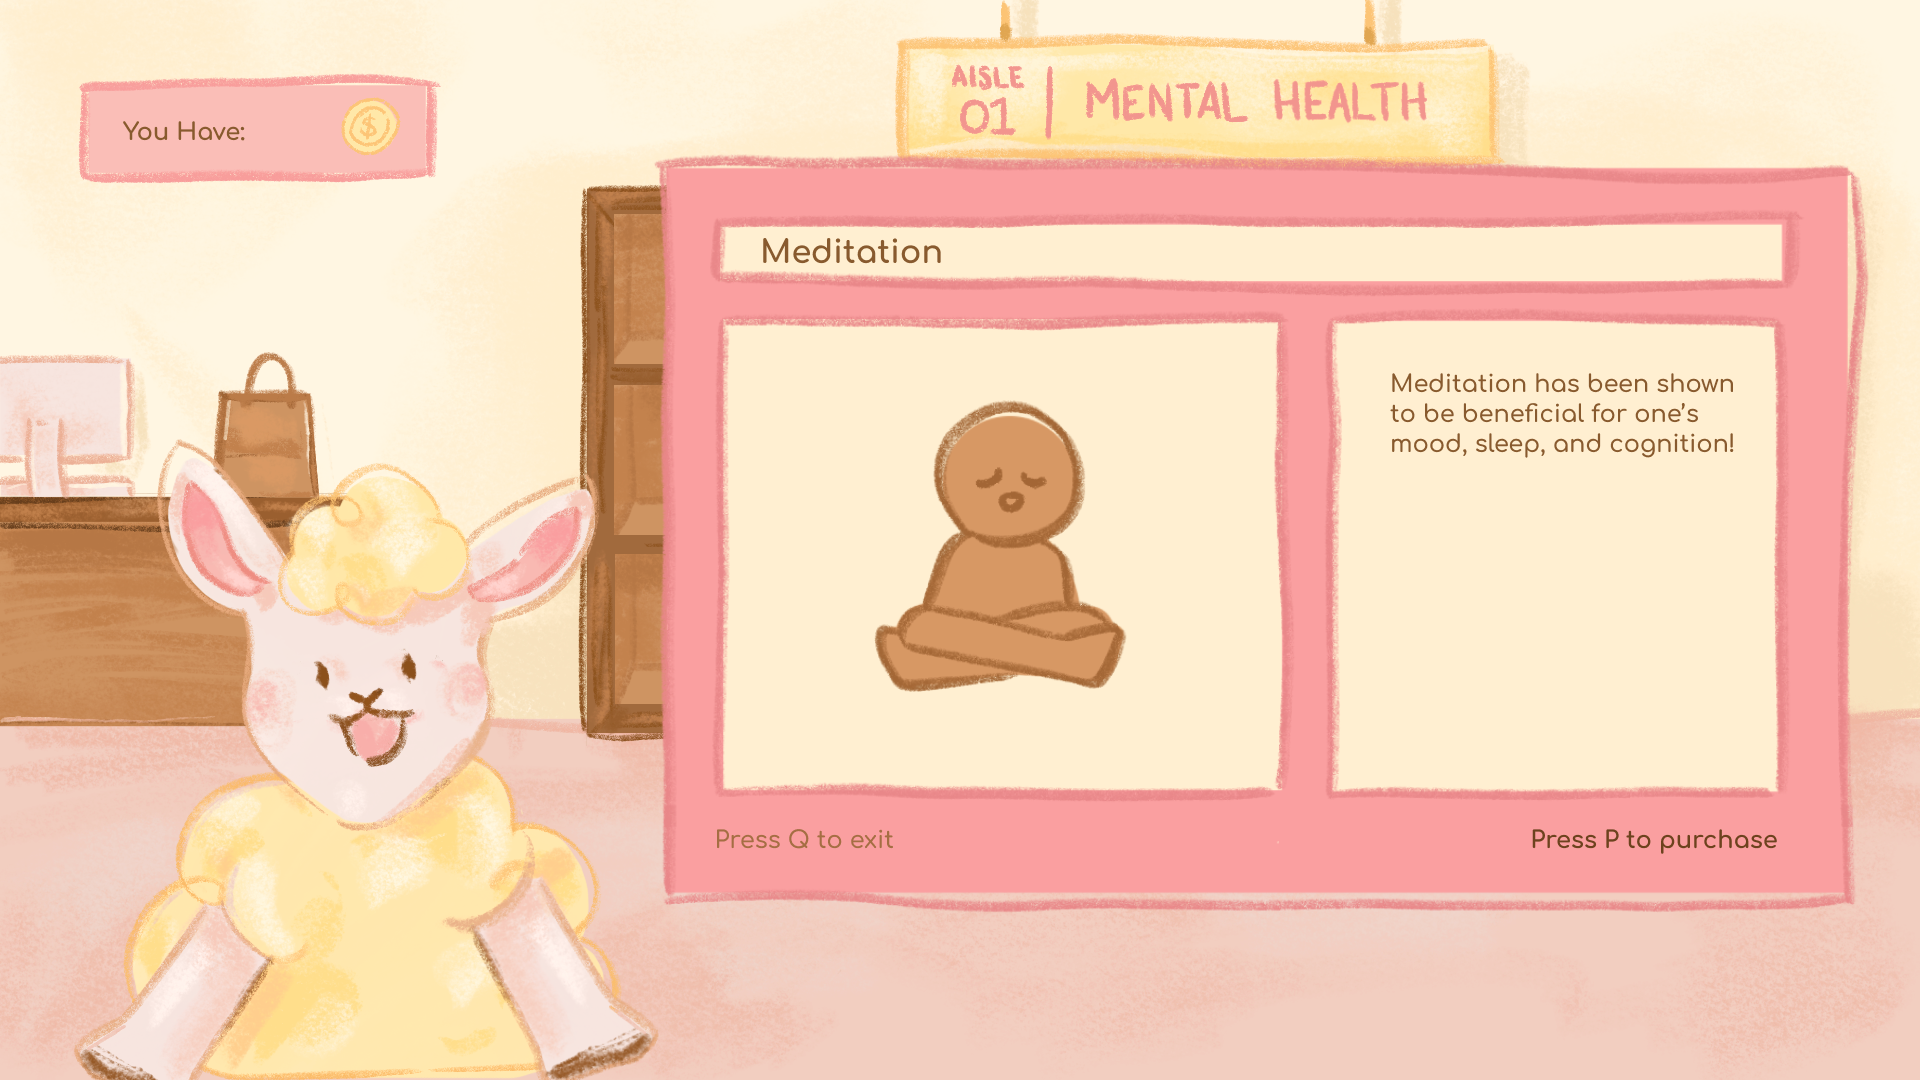 You Have:
$
AISLE
01
MENTAL HEALTH
Meditation
Meditation has been shown
to be beneficial for one's
mood, sleep, and cognition!
Press Q to exit
Press P to purchase